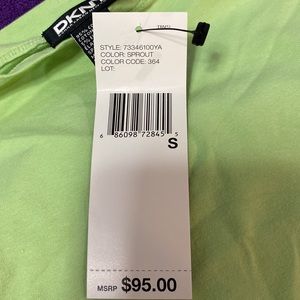 DKNY
STYLE: 73346100YA
COLOR: SPROUT
COLOR CODE: 364
LOT:
6 86098 72845 5
S
MSRP $95.00